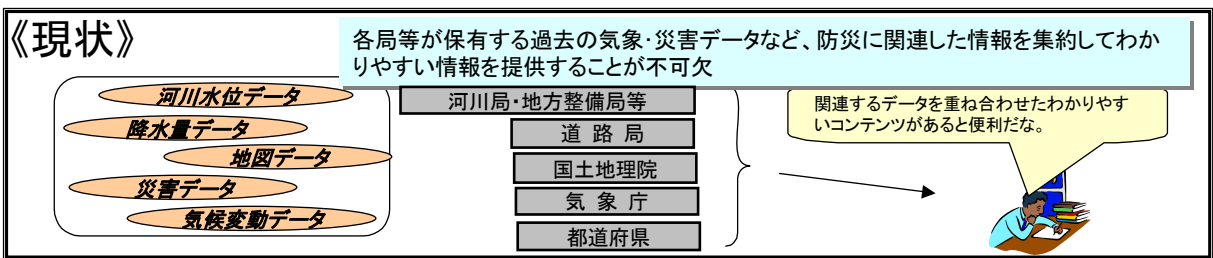 《現状》
各局等が保有する過去の気象・災害データなど、防災に関連した情報を集約してわか
りやすい情報を提供することが不可欠
河川水位データ
降水量データ
地図データ
災害データ
気候変動データ
河川局・地方整備局等
道 路 局
国土地理院
気 象 庁
都道府県
関連するデータを重ね合わせたわかりやす
いコンテンツがあると便利だな。